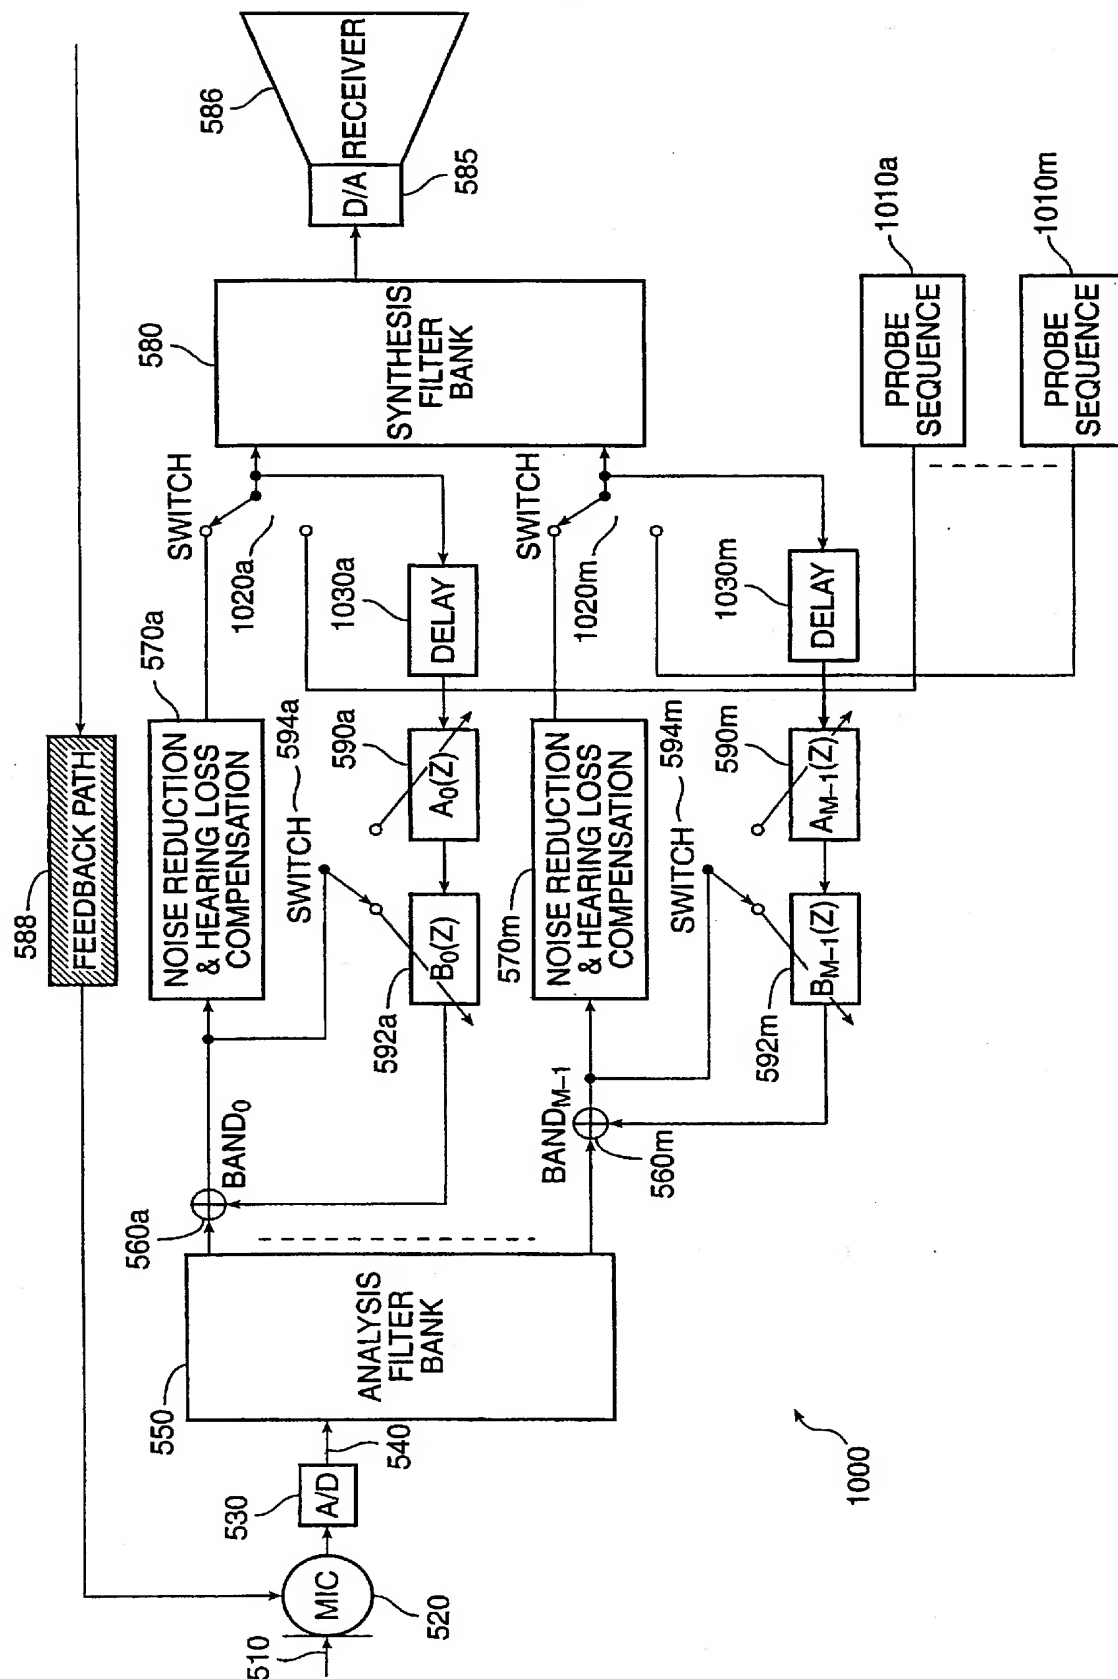 588
FEEDBACK PATH
510
MIC
520
530
A/D
540
550
ANALYSIS
FILTER
BANK
560a
BAND0
570a
NOISE REDUCTION
& HEARING LOSS
COMPENSATION
SWITCH
1020a
SWITCH
594a
592a
B0(Z)
590a
A0(Z)
1030a
DELAY
560m
BANDM−1
570m
NOISE REDUCTION
& HEARING LOSS
COMPENSATION
SWITCH
1020m
SWITCH
594m
592m
BM−1(Z)
590m
AM−1(Z)
1030m
DELAY
580
SYNTHESIS
FILTER
BANK
D/A
585
RECEIVER
586
PROBE
SEQUENCE
1010a
PROBE
SEQUENCE
1010m
1000